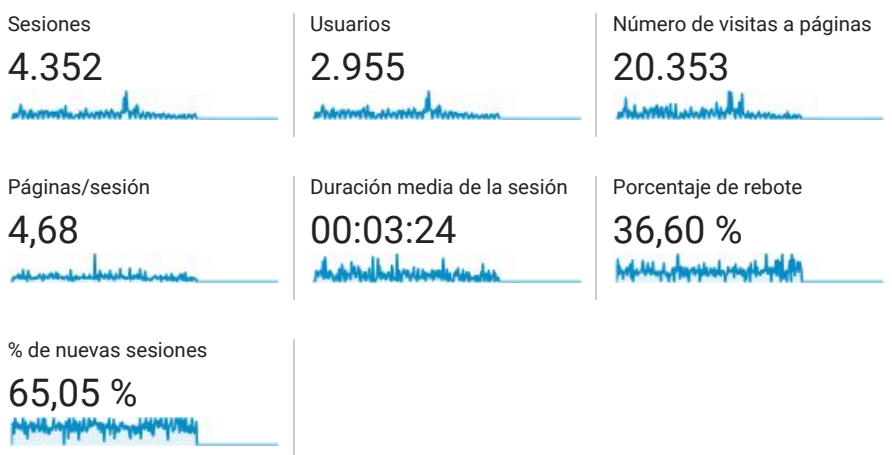 Sesiones
4.352
Usuarios
2.955
Número de visitas a páginas
20.353
Páginas/sesión
4,68
Duración media de la sesión
00:03:24
Porcentaje de rebote
36,60 %
% de nuevas sesiones
65,05 %